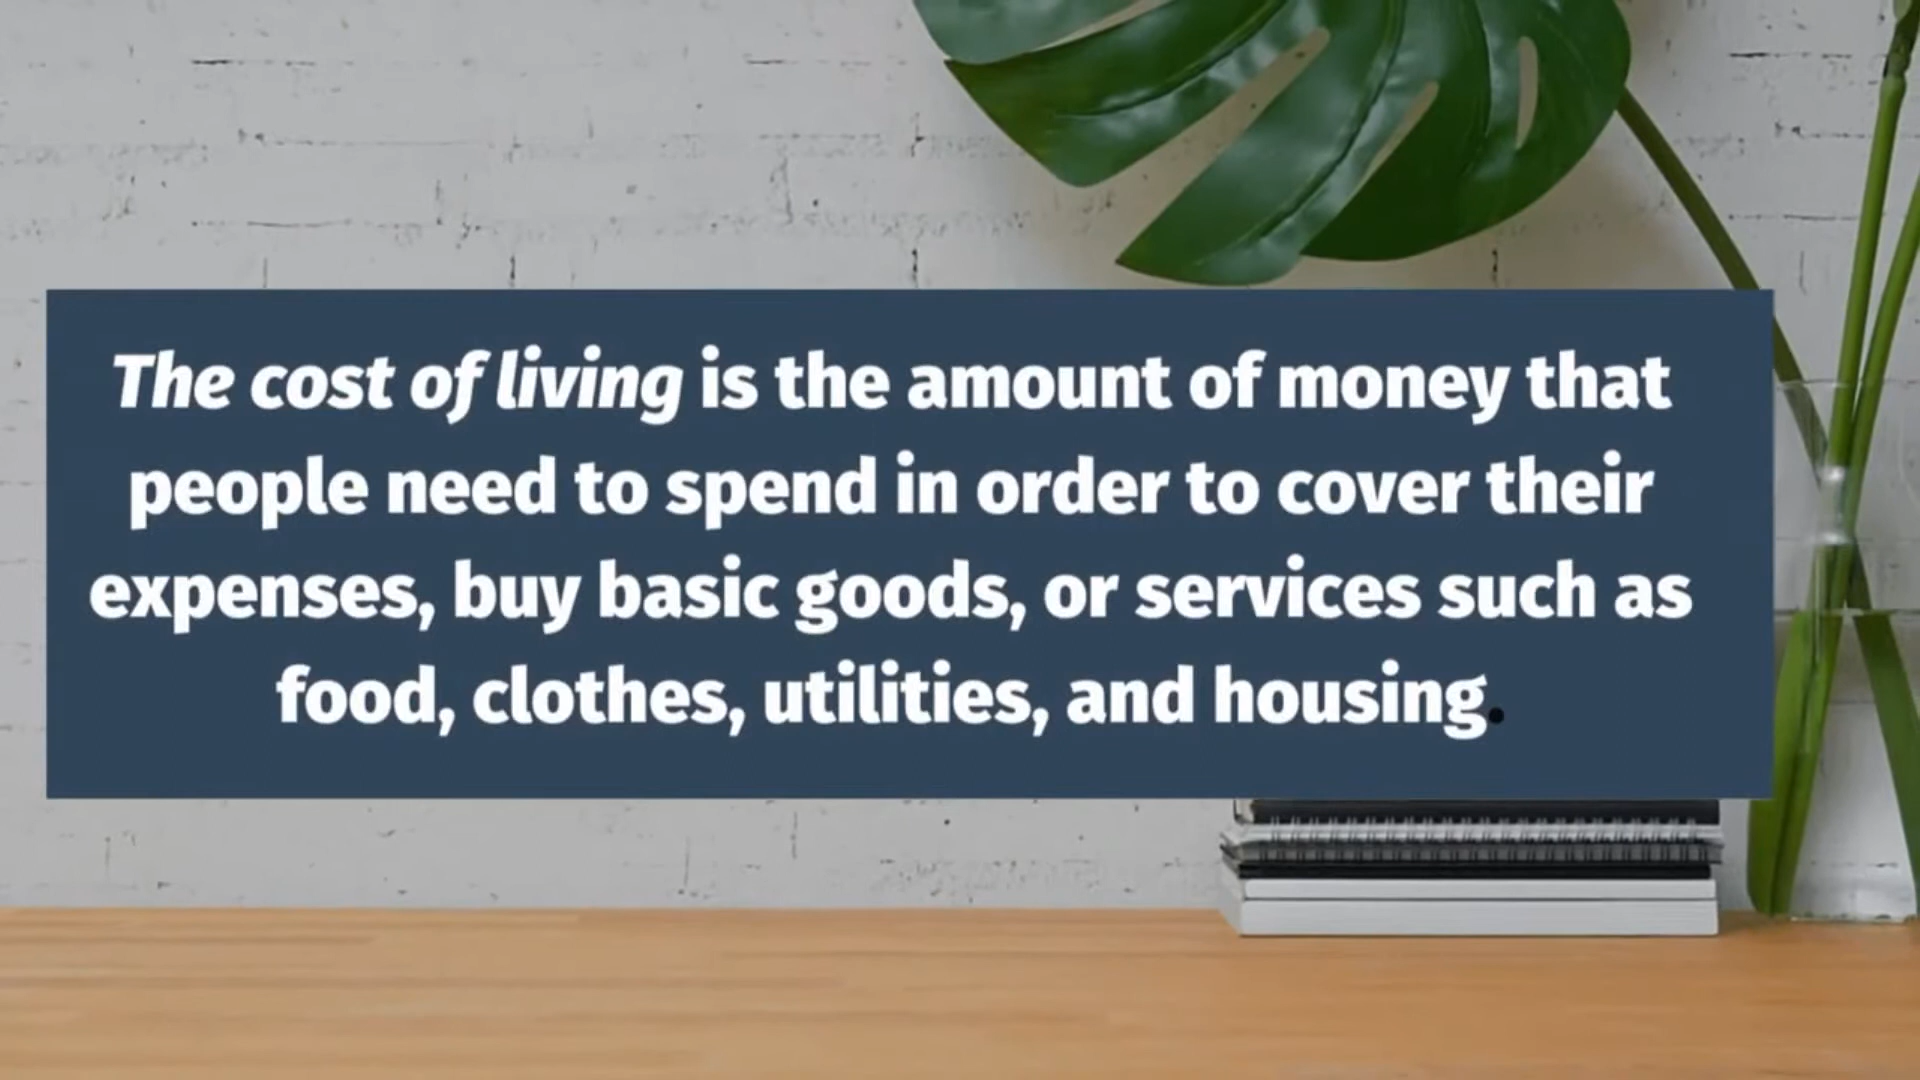 The cost of living is the amount of money that
people need to spend in order to cover their
expenses, buy basic goods, or services such as
food, clothes, utilities, and housing.